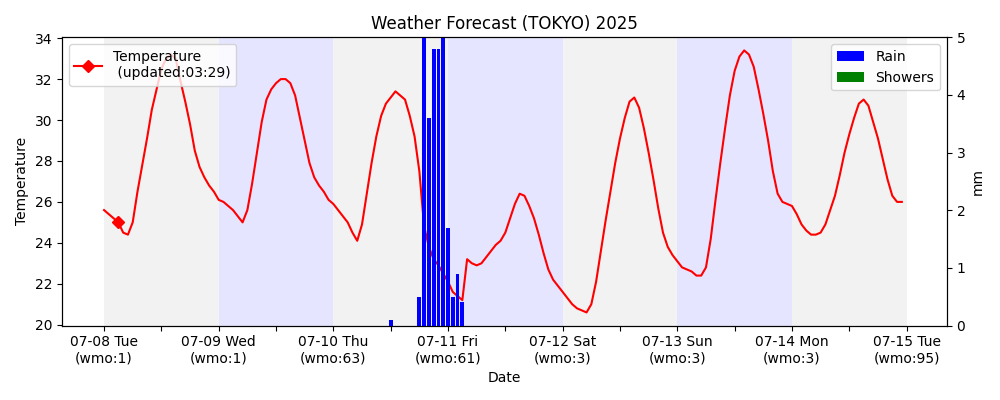 Weather Forecast (TOKYO) 2025
Temperature
(updated:03:29)
Rain
Showers
Temperature
34
32
30
28
26
24
22
20
5
4
3
2
1
0
mm
07-08 Tue
(wmo:1)
07-09 Wed
(wmo:1)
07-10 Thu
(wmo:63)
07-11 Fri
(wmo:61)
07-12 Sat
(wmo:3)
07-13 Sun
(wmo:3)
07-14 Mon
(wmo:3)
07-15 Tue
(wmo:95)
Date